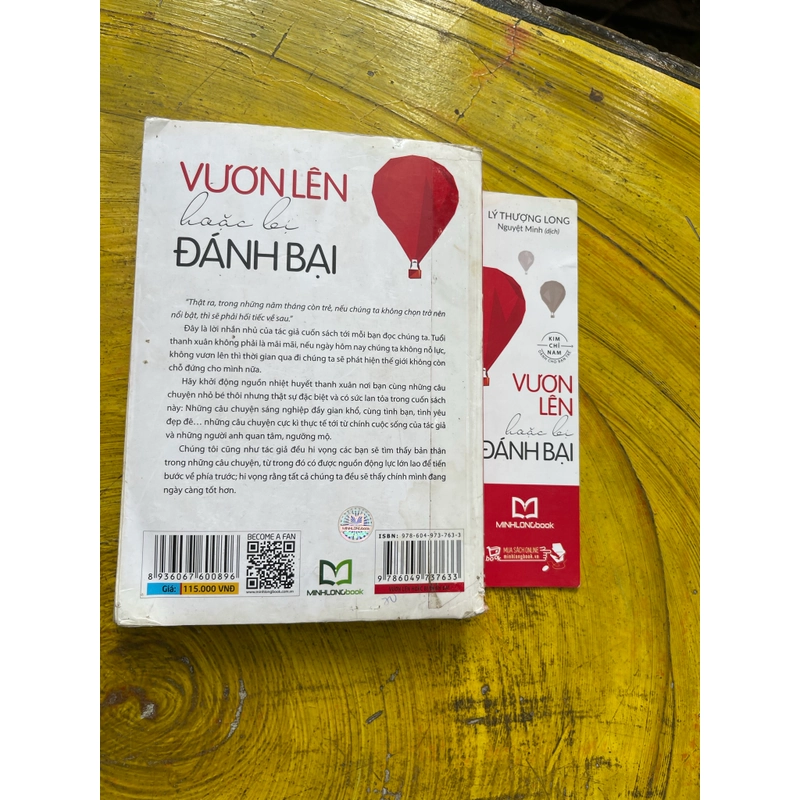 VƯƠN LÊN
hoặc bị
ĐÁNH BẠI
"Thật ra, trong những năm tháng còn trẻ, nếu chúng ta không chọn trở nên
nổi bật, thì sẽ phải hối tiếc về sau."
Đây là lời nhắn nhủ của tác giả cuốn sách tới mỗi bạn đọc chúng ta. Tuổi
thanh xuân không phải là mãi mãi, nếu ngày hôm nay chúng ta không nỗ lực,
không vươn lên thì thời gian qua đi chúng ta sẽ phát hiện thế giới không còn
chỗ đứng cho mình nữa.
Hãy khởi động nguồn nhiệt huyết thanh xuân nơi bạn cùng những câu
chuyện nhỏ bé thôi nhưng thật sự đặc biệt và có sức lan tỏa trong cuốn sách
này: Những câu chuyện sáng nghiệp đầy gian khổ, cùng tình bạn, tình yêu
đẹp đẽ... những câu chuyện cực kì thực tế tới từ chính cuộc sống của tác giả
và những người anh quan tâm, ngưỡng mộ.
Chúng tôi cũng như tác giả đều hi vọng các bạn sẽ tìm thấy bản thân
trong những câu chuyện, từ trong đó có được nguồn động lực lớn lao để tiến
bước về phía trước; hi vọng rằng tất cả chúng ta đều sẽ thấy chính mình đang
ngày càng tốt hơn.
8 936067 600896
Giá: 115.000 VNĐ
BECOME A FAN
www.minhlongbook.com.vn
MINHLONGbook
ISBN: 978-604-973-763-3
9 786049 737633
LÝ THƯỢNG LONG
Nguyệt Minh (dịch)
KIM
CHỈ
NAM
VƯƠN
LÊN
hoặc bị
ĐÁNH BẠI
MINHLONGbook
MUA SÁCH ONLINE
minhlongbook.vn